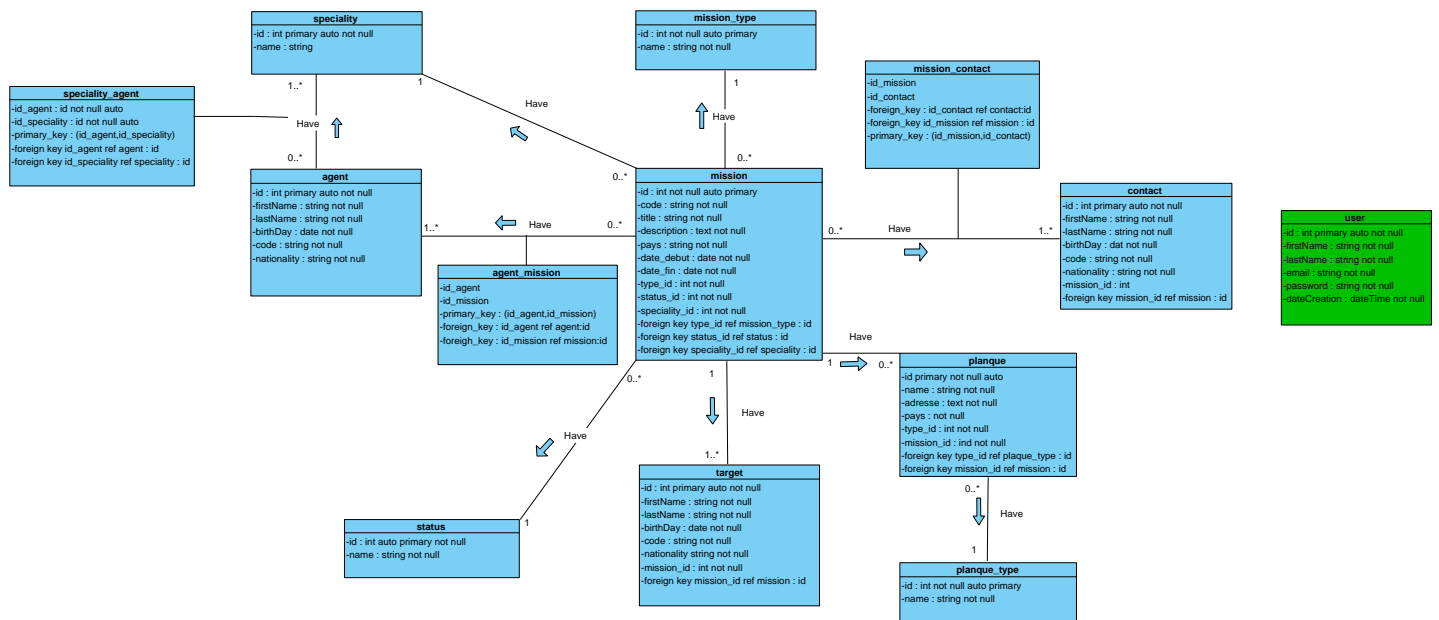 speciality
-id : int primary auto not null
-name : string
mission_type
-id : int not null auto primary
-name : string not null
mission_contact
-id_mission
-id_contact
-foreign_key : id_contact ref contact:id
-foreign_key id_mission ref mission : id
-primary_key : (id_mission,id_contact)
speciality_agent
-id_agent : id not null auto
-id_speciality : id not null auto
-primary_key : (id_agent,id_speciality)
-foreign key id_agent ref agent : id
-foreign key id_speciality ref speciality : id
1..*
Have
0..*
1
Have
0..*
1
Have
0..*
agent
-id : int primary auto not null
-firstName : string not null
-lastName : string not null
-birthDay : date not null
-code : string not null
-nationality : string not null
1..*
Have
0..*
mission
-id : int not null auto primary
-code : string not null
-title : string not null
-description : text not null
-pays : string not null
-date_debut : date not null
-date_fin : date not null
-type_id : int not null
-status_id : int not null
-speciality_id : int not null
-foreign key type_id ref mission_type : id
-foreign key status_id ref status : id
-foreign key speciality_id ref speciality : id
0..*
Have
1..*
contact
-id : int primary auto not null
-firstName : string not null
-lastName : string not null
-birthDay : dat not null
-code : string not null
-nationality : string not null
-mission_id : int
-foreign key mission_id ref mission : id
user
-id : int primary auto not null
-firstName : string not null
-lastName : string not null
-email : string not null
-password : string not null
-dateCreation : dateTime not null
agent_mission
-id_agent
-id_mission
-primary_key : (id_agent,id_mission)
-foreign_key : id_agent ref agent:id
-foreigh_key : id_mission ref mission:id
Have
1
0..*
planque
-id primary not null auto
-name : string not null
-adresse : text not null
-pays : not null
-type_id : int not null
-mission_id : ind not null
-foreign key type_id ref plaque_type : id
-foreign key mission_id ref mission : id
0..*
Have
1
1
Have
1..*
target
-id : int primary auto not null
-firstName : string not null
-lastName : string not null
-birthDay : date not null
-code : string not null
-nationality string not null
-mission_id : int not null
-foreign key mission_id ref mission : id
0..*
Have
1
status
-id : int auto primary not null
-name : string not null
planque_type
-id : int not null auto primary
-name : string not null